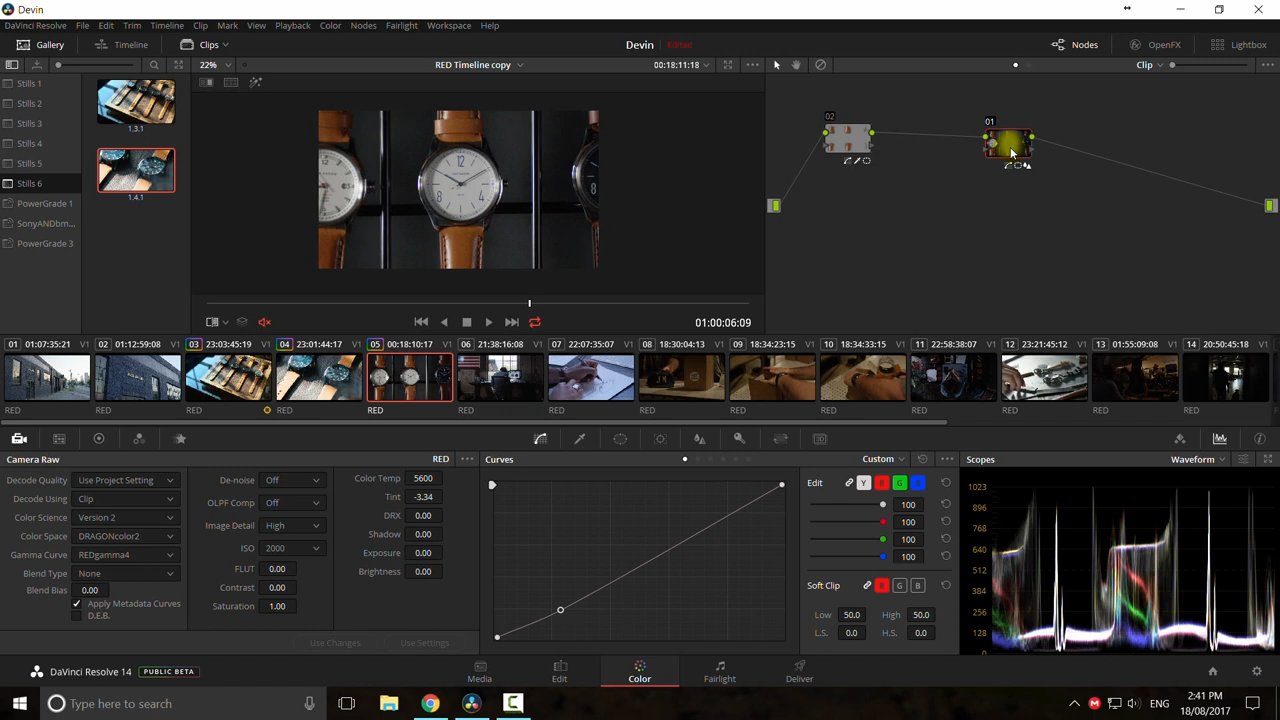 Devin
DaVinci Resolve File Edit Trim Timeline Clip Mark View Playback Color Nodes Fairlight Workspace Help
Gallery Timeline Clips Devin Edited Nodes OpenFX Lightbox
22% RED Timeline copy 00:18:11:18 Clip
Stills 1
Stills 2
Stills 3
Stills 4
Stills 5
Stills 6
PowerGrade 1
SonyANDbm...
PowerGrade 3
1.3.1
1.4.1
02
01
01:00:06:09
01 01:07:35:21 V1 02 01:12:59:08 V1 03 23:03:45:19 V1 04 23:01:44:17 V1 05 00:18:10:17 V1 06 21:38:16:08 V1 07 22:07:35:07 V1 08 18:30:04:13 V1 09 18:34:23:15 V1 10 18:34:33:15 V1 11 22:58:38:07 V1 12 23:21:45:12 V1 13 01:55:09:08 V1 14 20:50:45:18 V1
RED RED RED RED RED RED RED RED RED RED RED RED RED RED
Camera Raw RED
Decode Quality Use Project Setting
Decode Using Clip
Color Science Version 2
Color Space DRAGONcolor2
Gamma Curve REDgamma4
Blend Type None
Blend Bias 0.00
Apply Metadata Curves
D.E.B.
De-noise Off
OLPF Comp Off
Image Detail High
ISO 2000
FLUT 0.00
Contrast 0.00
Saturation 1.00
Color Temp 5600
Tint -3.34
DRX 0.00
Shadow 0.00
Exposure 0.00
Brightness 0.00
Use Changes Use Settings
Curves Custom
Edit Y R G B
100
100
100
100
Soft Clip R G B
Low 50.0 High 50.0
L.S. 0.0 H.S. 0.0
Scopes Waveform
1023
896
768
640
512
384
256
128
0
DaVinci Resolve 14 PUBLIC BETA
Media Edit Color Fairlight Deliver
Type here to search
ENG
2:41 PM
18/08/2017